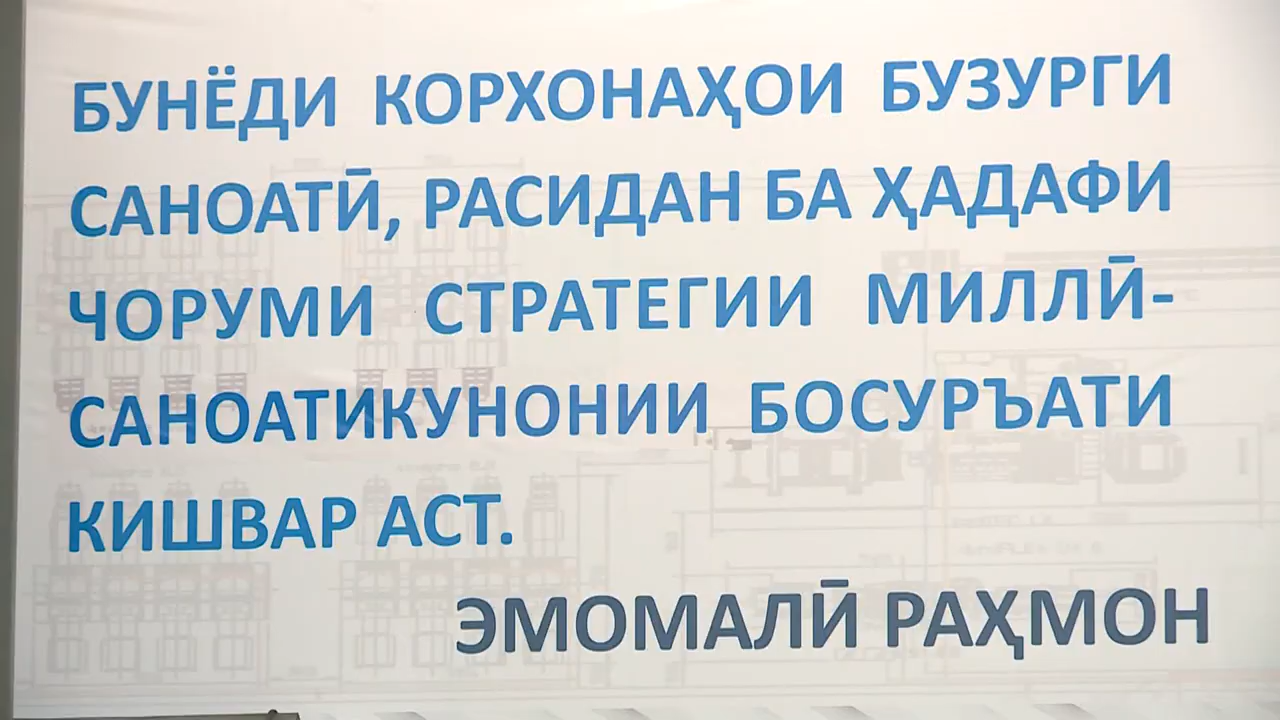 БУНЁДИ КОРХОНАҲОИ БУЗУРГИ
САНОАТӢ, РАСИДАН БА ҲАДАФИ
ЧОРУМИ СТРАТЕГИИ МИЛЛӢ-
САНОАТИКУНОНИИ БОСУРЪАТИ
КИШВАР АСТ.
ЭМОМАЛӢ РАҲМОН